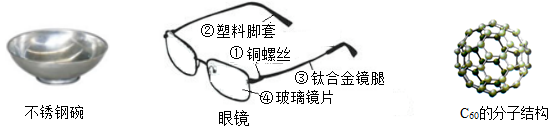 ②塑料脚套
①铜螺丝
③钛合金镜腿
④玻璃镜片
不锈钢碗
眼镜
C₆₀的分子结构